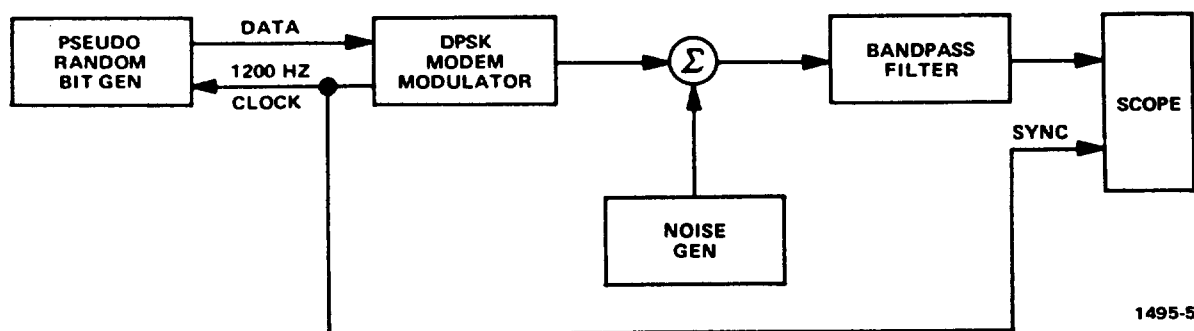 PSEUDO
RANDOM
BIT GEN
DATA
1200 HZ
CLOCK
DPSK
MODEM
MODULATOR
Σ
NOISE
GEN
BANDPASS
FILTER
SYNC
SCOPE
1495-5